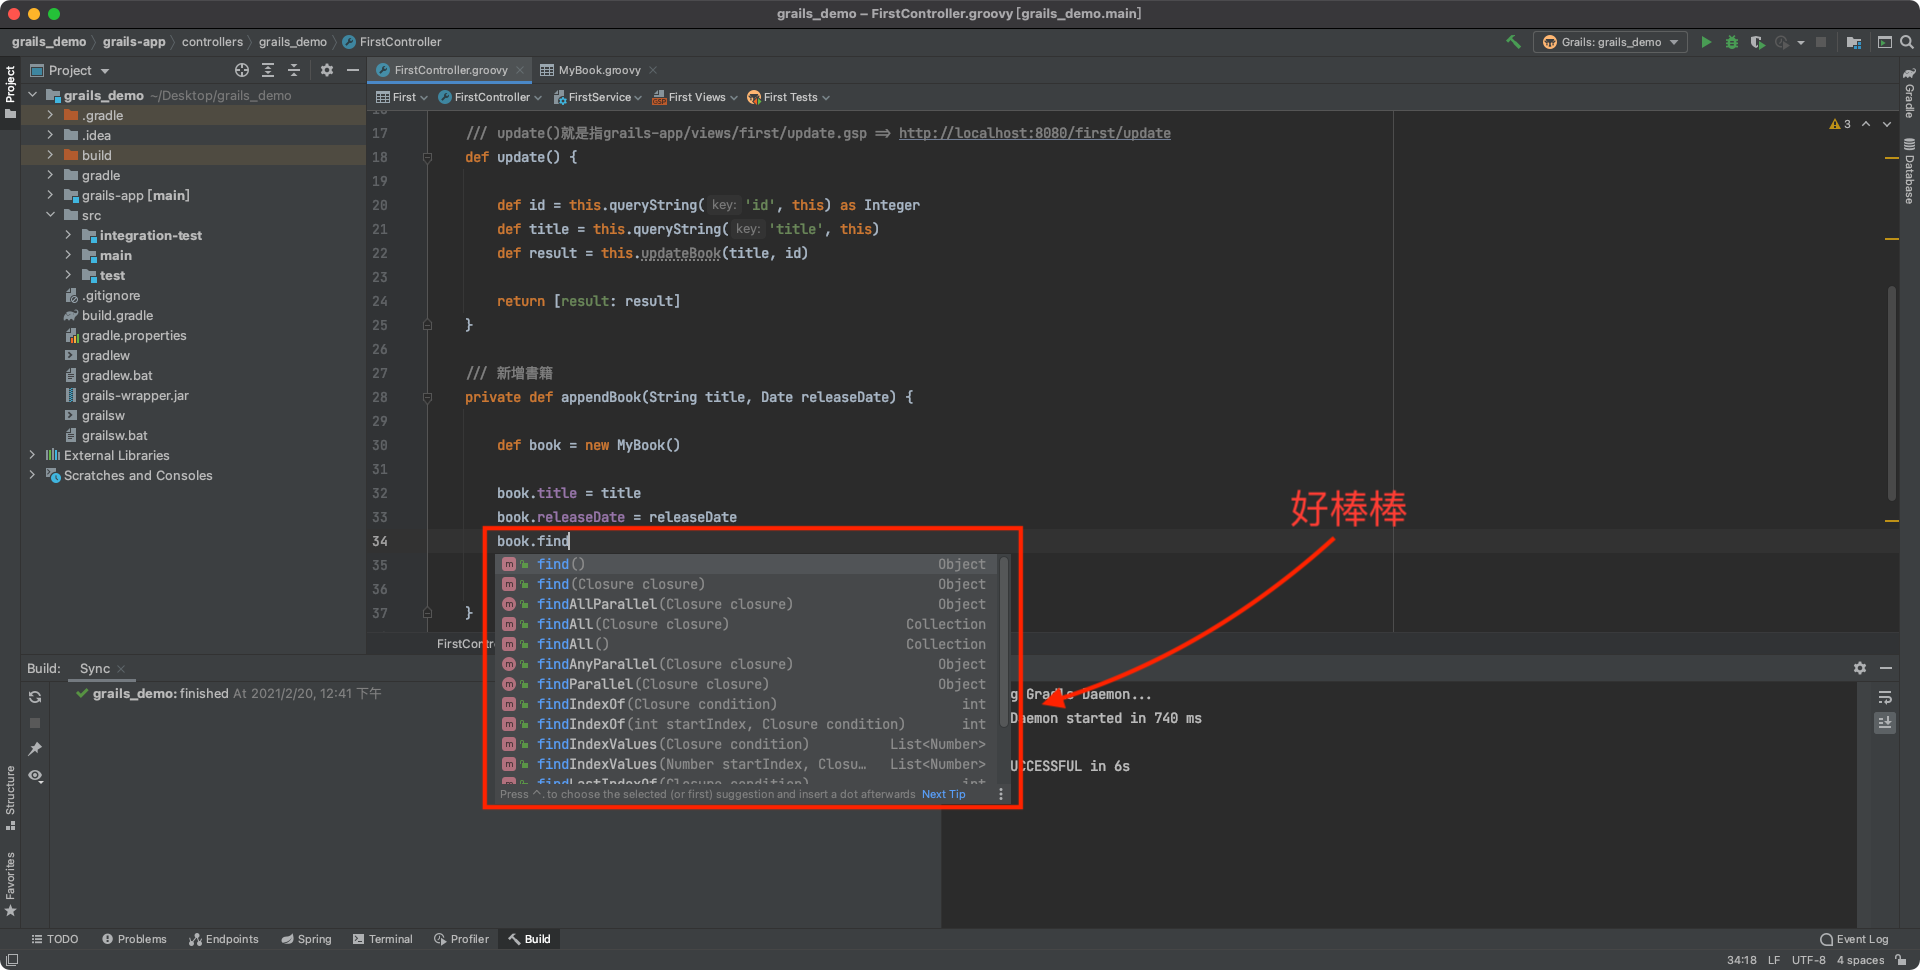 grails_demo – FirstController.groovy [grails_demo.main]
grails_demo grails-app controllers grails_demo FirstController
Grails: grails_demo
Project
FirstController.groovy MyBook.groovy
First FirstController FirstService First Views First Tests
Project
Structure
Favorites
grails_demo ~/Desktop/grails_demo
.gradle
.idea
build
gradle
grails-app [main]
src
integration-test
main
test
.gitignore
build.gradle
gradle.properties
gradlew
gradlew.bat
grails-wrapper.jar
grailsw
grailsw.bat
External Libraries
Scratches and Consoles
3
17 /// update()就是指grails-app/views/first/update.gsp => http://localhost:8080/first/update
18 def update() {
19
20 def id = this.queryString( key: 'id', this) as Integer
21 def title = this.queryString( key: 'title', this)
22 def result = this.updateBook(title, id)
23
24 return [result: result]
25 }
26
27 /// 新增書籍
28 private def appendBook(String title, Date releaseDate) {
29
30 def book = new MyBook()
31
32 book.title = title
33 book.releaseDate = releaseDate
34 book.find
35
36
37 }
好棒棒
find() Object
find(Closure closure) Object
findAllParallel(Closure closure) Object
findAll(Closure closure) Collection
findAll() Collection
findAnyParallel(Closure closure) Object
findParallel(Closure closure) Object
findIndexOf(Closure condition) int
findIndexOf(int startIndex, Closure condition) int
findIndexValues(Closure condition) List<Number>
findIndexValues(Number startIndex, Closu… List<Number>
findLastIndexOf(Closure condition) int
Press ^. to choose the selected (or first) suggestion and insert a dot afterwards Next Tip
FirstContr
Gradle
Database
Build: Sync
grails_demo: finished At 2021/2/20, 12:41 下午
g Gradle Daemon...
Daemon started in 740 ms
UCCESSFUL in 6s
TODO Problems Endpoints Spring Terminal Profiler Build Event Log
34:18 LF UTF-8 4 spaces